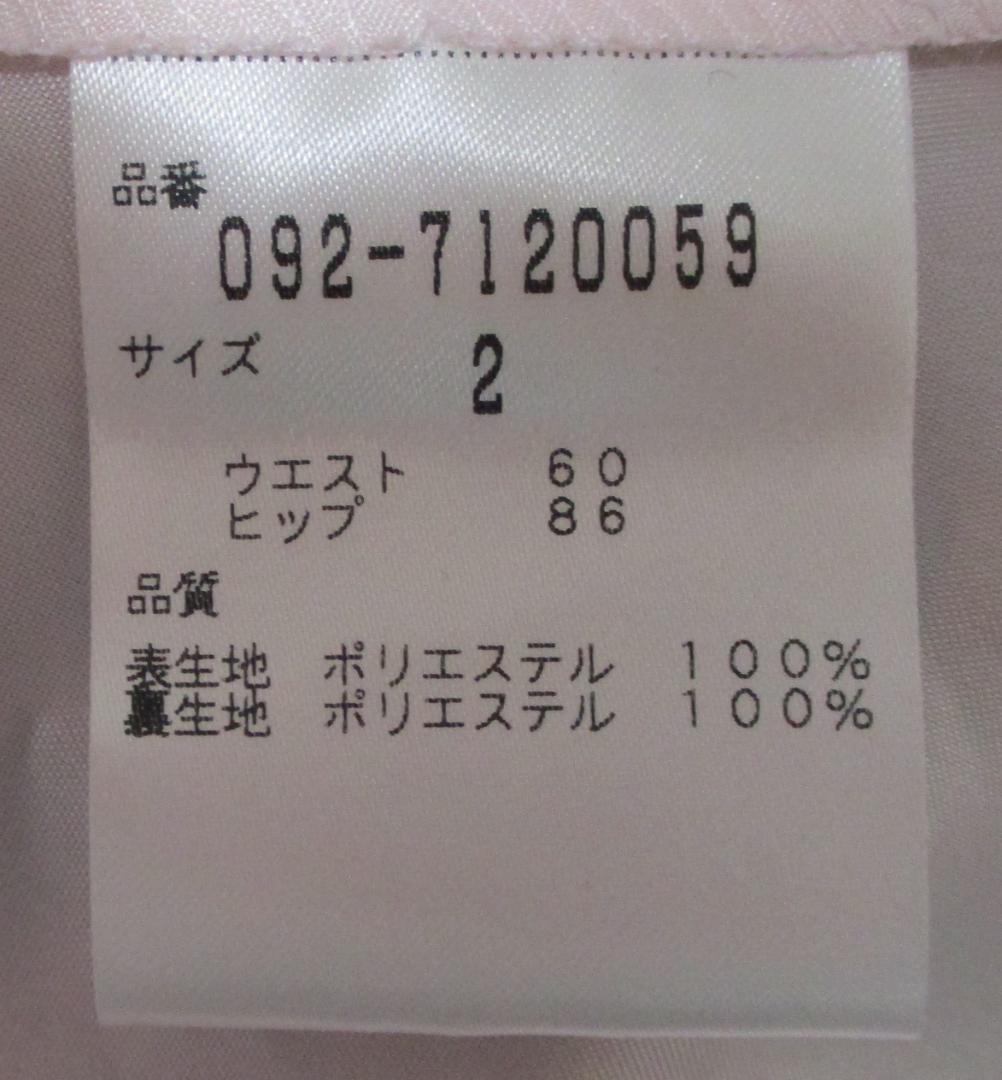 品番
092-7120059
サイズ 2
ウエスト 60
ヒップ 86
品質
表生地 ポリエステル 100%
裏生地 ポリエステル 100%